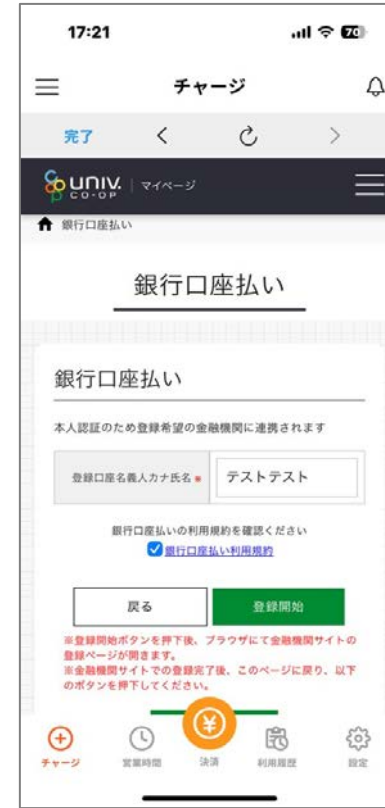 17:21
70
チャージ
完了
univ. CO-OP マイページ
銀行口座払い
銀行口座払い
銀行口座払い
本人認証のため登録希望の金融機関に連携されます
登録口座名義人カナ氏名 テストテスト
銀行口座払いの利用規約を確認ください
銀行口座払い利用規約
戻る 登録開始
※登録開始ボタンを押下後、ブラウザにて金融機関サイトの
登録ページが開きます。
※金融機関サイトでの登録完了後、このページに戻り、以下
のボタンを押下してください。
チャージ 営業時間 決済 利用履歴 設定